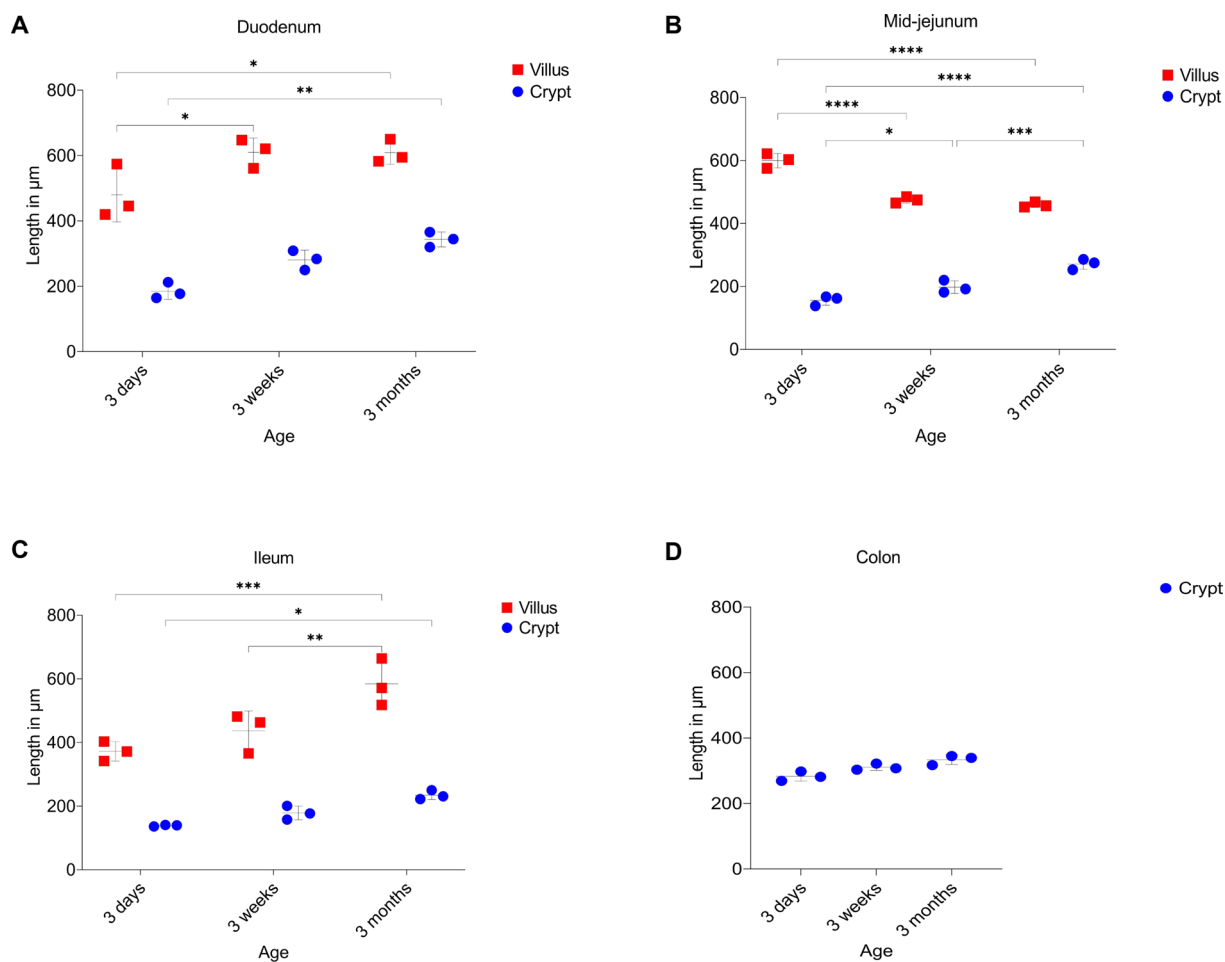 A
Duodenum
Villus
Crypt
*
**
*
800
600
400
200
0
Length in µm
3 days
3 weeks
3 months
Age
B
Mid-jejunum
Villus
Crypt
****
****
****
*
***
800
600
400
200
0
Length in µm
3 days
3 weeks
3 months
Age
C
Ileum
Villus
Crypt
***
*
**
800
600
400
200
0
Length in µm
3 days
3 weeks
3 months
Age
D
Colon
Crypt
800
600
400
200
0
Length in µm
3 days
3 weeks
3 months
Age